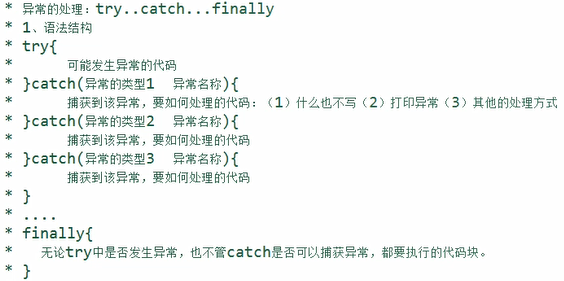 * 异常的处理：try..catch...finally
* 1、语法结构
* try{
*     可能发生异常的代码
* }catch(异常的类型1  异常名称){
*     捕获到该异常，要如何处理的代码：（1）什么也不写（2）打印异常（3）其他的处理方式
* }catch(异常的类型2  异常名称){
*     捕获到该异常，要如何处理的代码
* }catch(异常的类型3  异常名称){
*     捕获到该异常，要如何处理的代码
* }
* ....
* finally{
*   无论try中是否发生异常，也不管catch是否可以捕获异常，都要执行的代码块。
* }